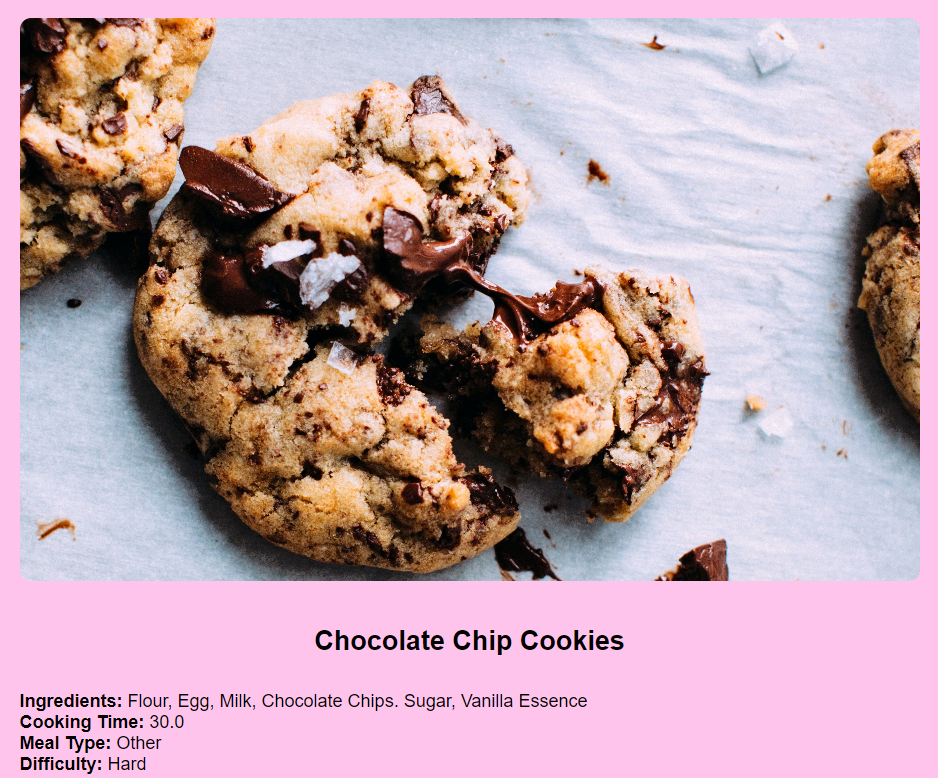 Chocolate Chip Cookies
Ingredients: Flour, Egg, Milk, Chocolate Chips. Sugar, Vanilla Essence
Cooking Time: 30.0
Meal Type: Other
Difficulty: Hard